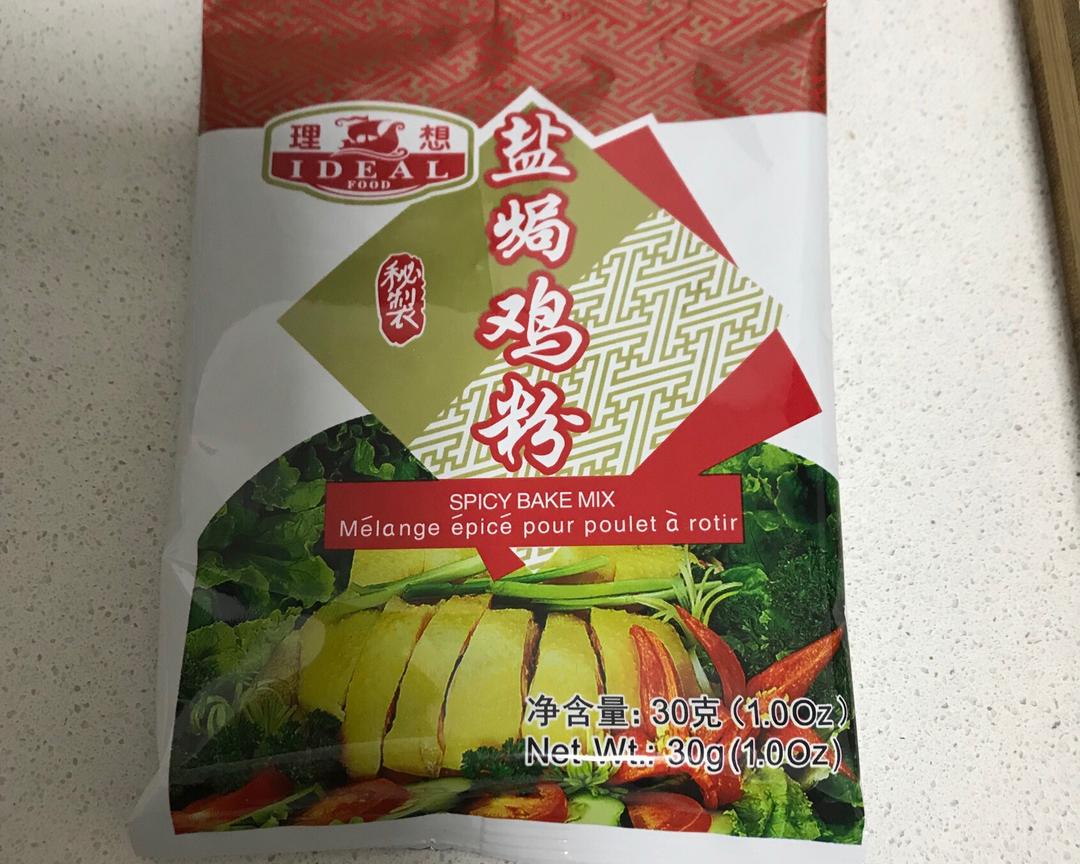 理想
IDEAL
FOOD
盐焗鸡粉
秘製
SPICY BAKE MIX
Mélange épicé pour poulet à rotir
净含量: 30克 (1.0Oz)
Net Wt.: 30g (1.0Oz)